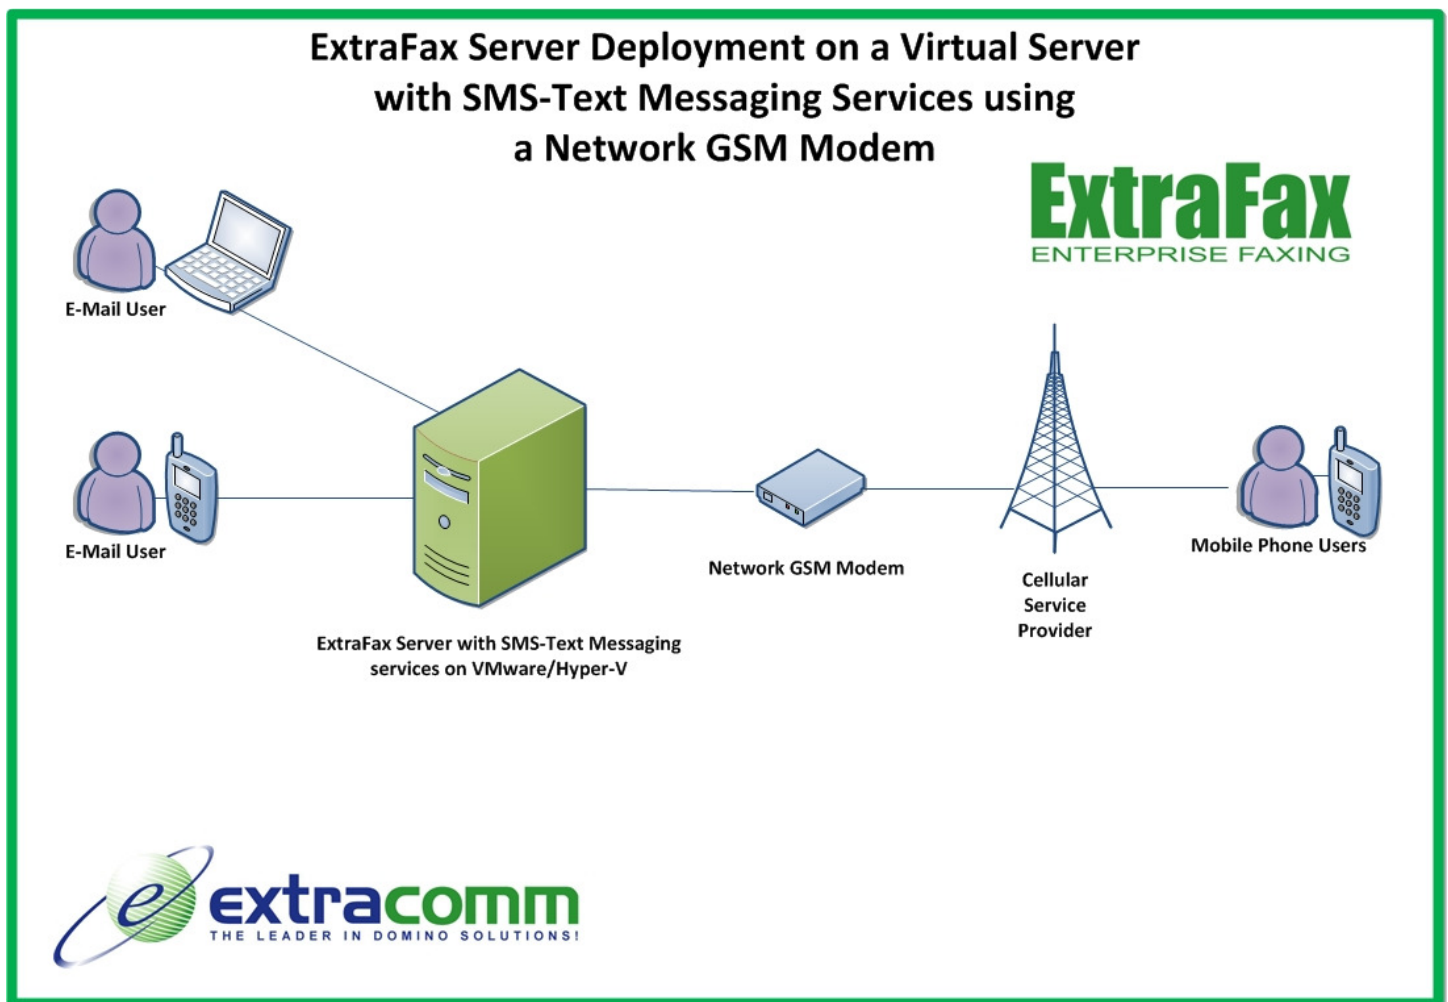 ExtraFax Server Deployment on a Virtual Server
with SMS-Text Messaging Services using
a Network GSM Modem
ExtraFax
ENTERPRISE FAXING
E-Mail User
E-Mail User
ExtraFax Server with SMS-Text Messaging
services on VMware/Hyper-V
Network GSM Modem
Cellular
Service
Provider
Mobile Phone Users
e
extracomm
THE LEADER IN DOMINO SOLUTIONS!